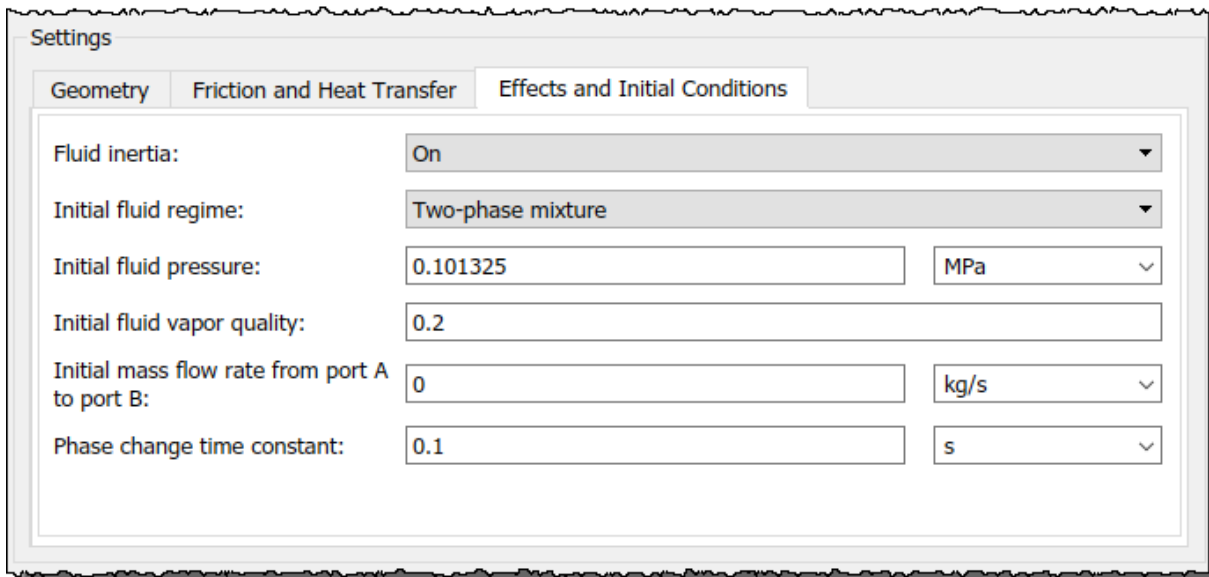 Settings
Geometry Friction and Heat Transfer Effects and Initial Conditions
Fluid inertia: On
Initial fluid regime: Two-phase mixture
Initial fluid pressure: 0.101325 MPa
Initial fluid vapor quality: 0.2
Initial mass flow rate from port A
to port B: 0 kg/s
Phase change time constant: 0.1 s